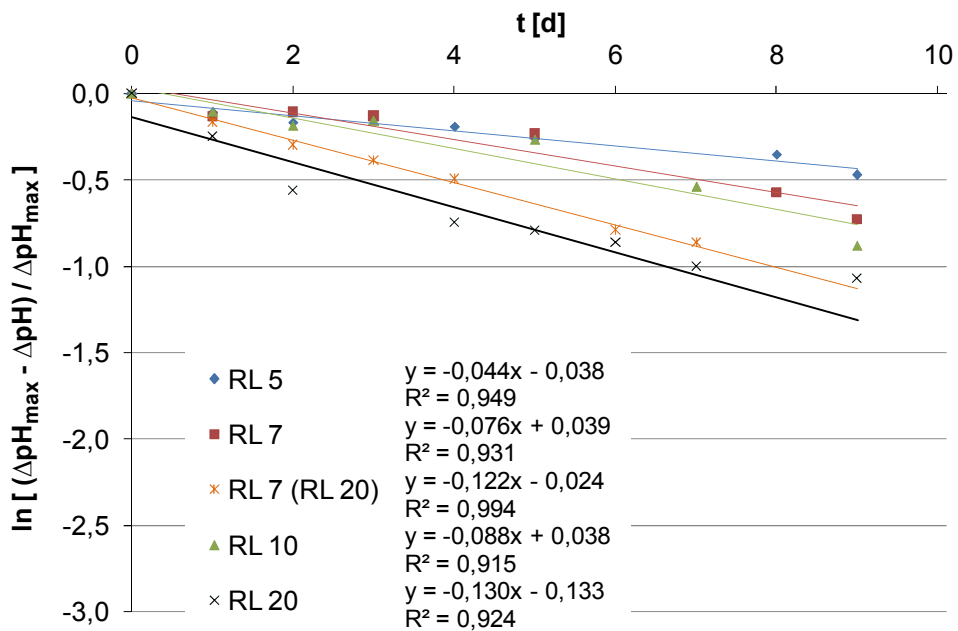 t [d]
0 2 4 6 8 10
0,0
-0,5
-1,0
-1,5
-2,0
-2,5
-3,0
ln [ (ΔpHmax - ΔpH) / ΔpHmax ]
RL 5 y = -0,044x - 0,038
R² = 0,949
RL 7 y = -0,076x + 0,039
R² = 0,931
RL 7 (RL 20) y = -0,122x - 0,024
R² = 0,994
RL 10 y = -0,088x + 0,038
R² = 0,915
RL 20 y = -0,130x - 0,133
R² = 0,924